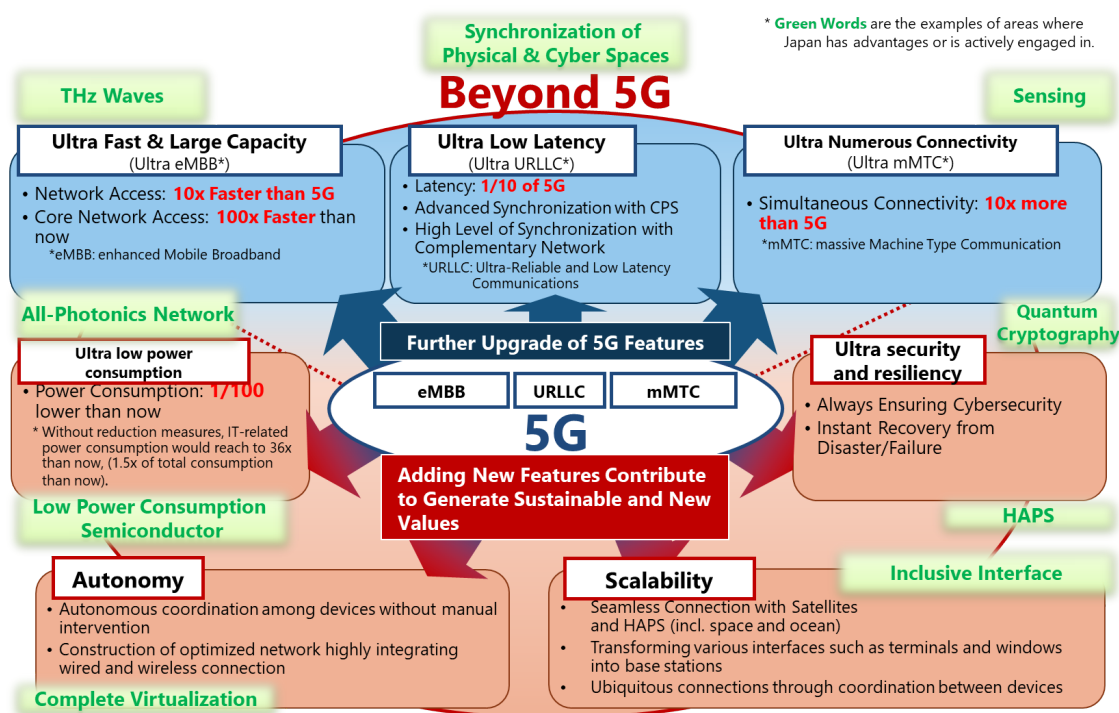 Synchronization of
Physical & Cyber Spaces
* Green Words are the examples of areas where
Japan has advantages or is actively engaged in.
THz Waves
Beyond 5G
Sensing
Ultra Fast & Large Capacity
(Ultra eMBB*)
• Network Access: 10x Faster than 5G
• Core Network Access: 100x Faster than
now
*eMBB: enhanced Mobile Broadband
Ultra Low Latency
(Ultra URLLC*)
• Latency: 1/10 of 5G
• Advanced Synchronization with CPS
• High Level of Synchronization with
Complementary Network
*URLLC: Ultra-Reliable and Low Latency
Communications
Ultra Numerous Connectivity
(Ultra mMTC*)
• Simultaneous Connectivity: 10x more
than 5G
*mMTC: massive Machine Type Communication
All-Photonics Network
Quantum
Cryptography
Further Upgrade of 5G Features
eMBB
URLLC
mMTC
5G
Adding New Features Contribute
to Generate Sustainable and New
Values
Ultra low power
consumption
• Power Consumption: 1/100
lower than now
* Without reduction measures, IT-related
power consumption would reach to 36x
than now, (1.5x of total consumption
than now).
Ultra security
and resiliency
• Always Ensuring Cybersecurity
• Instant Recovery from
Disaster/Failure
Low Power Consumption
Semiconductor
HAPS
Autonomy
• Autonomous coordination among devices without manual
intervention
• Construction of optimized network highly integrating
wired and wireless connection
Complete Virtualization
Scalability
Inclusive Interface
• Seamless Connection with Satellites
and HAPS (incl. space and ocean)
• Transforming various interfaces such as terminals and windows
into base stations
• Ubiquitous connections through coordination between devices